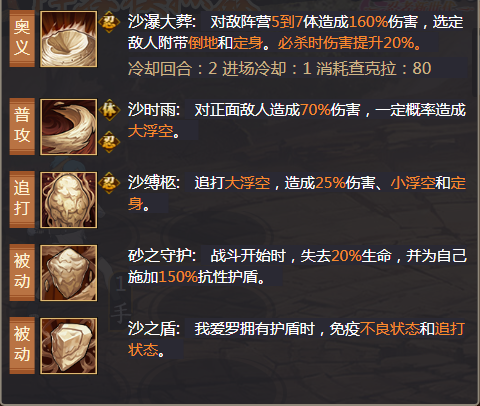 奥义
忍
沙瀑大葬: 对敌阵营5到7体造成160%伤害，选定
敌人附带倒地和定身。必杀时伤害提升20%。
冷却回合：2 进场冷却：1 消耗查克拉：80
普攻
体
忍
沙时雨: 对正面敌人造成70%伤害，一定概率造成
大浮空。
追打
忍
沙缚柩: 追打大浮空，造成25%伤害、小浮空和定
身。
被动
砂之守护: 战斗开始时，失去20%生命，并为自己
施加150%抗性护盾。
被动
沙之盾: 我爱罗拥有护盾时，免疫不良状态和追打
状态。
1
手